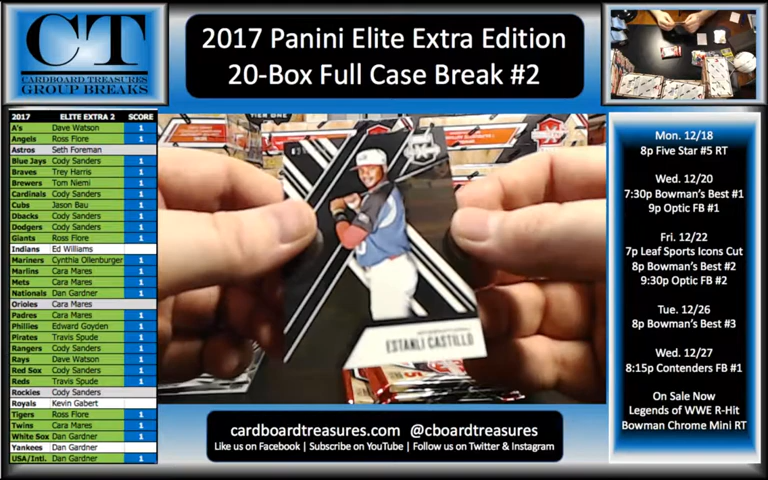 CT
CARDBOARD TREASURES
GROUP BREAKS
2017 Panini Elite Extra Edition
20-Box Full Case Break #2
2017 ELITE EXTRA 2 SCORE
A's Dave Watson 1
Angels Ross Flore 1
Astros Seth Foreman
Blue Jays Cody Sanders 1
Braves Trey Harris 1
Brewers Tom Niemi 1
Cardinals Cody Sanders 1
Cubs Jason Bau 1
Dbacks Cody Sanders 1
Dodgers Cody Sanders 1
Giants Ross Flore 1
Indians Ed Williams
Mariners Cynthia Ollenburger 1
Marlins Cara Mares 1
Mets Cara Mares 1
Nationals Dan Gardner 1
Orioles Cara Mares
Padres Cara Mares 1
Phillies Edward Goyden 1
Pirates Travis Spude 1
Rangers Cody Sanders 1
Rays Dave Watson 1
Red Sox Cody Sanders 1
Reds Travis Spude 1
Rockies Cody Sanders
Royals Kevin Gabert
Tigers Ross Flore 1
Twins Cara Mares 1
White Sox Dan Gardner 1
Yankees Dan Gardner
USA/Intl. Dan Gardner 1
TIER ONE
ESTANLI CASTILLO
Mon. 12/18
8p Five Star #5 RT
Wed. 12/20
7:30p Bowman's Best #1
9p Optic FB #1
Fri. 12/22
7p Leaf Sports Icons Cut
8p Bowman's Best #2
9:30p Optic FB #2
Tue. 12/26
8p Bowman's Best #3
Wed. 12/27
8:15p Contenders FB #1
On Sale Now
Legends of WWE R-Hit
Bowman Chrome Mini RT
cardboardtreasures.com @cboardtreasures
Like us on Facebook | Subscribe on YouTube | Follow us on Twitter & Instagram